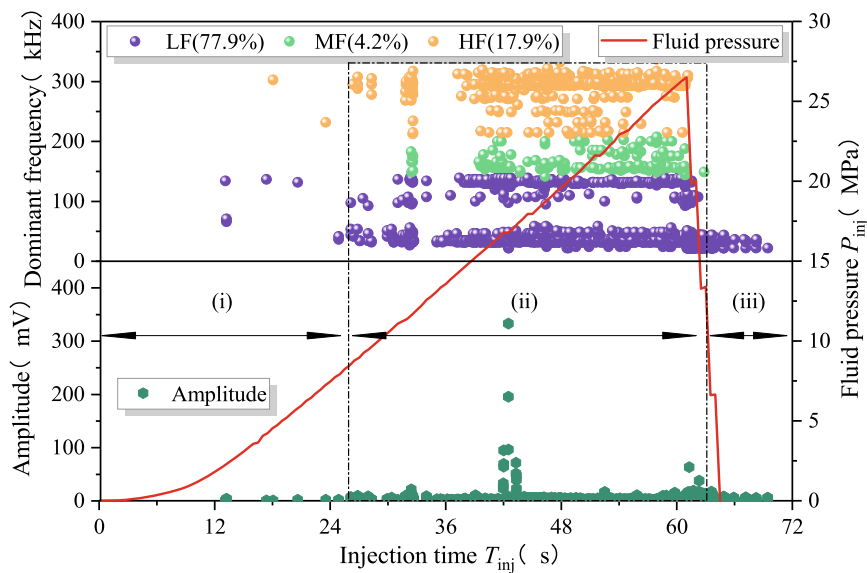 LF(77.9%) MF(4.2%) HF(17.9%) Fluid pressure
Dominant frequency( kHz)
400
300
200
100
0
Amplitude( mV)
400
300
200
100
0
(i) (ii) (iii)
Amplitude
30
25
20
15
10
5
0
Fluid pressure Pinj( MPa)
0 12 24 36 48 60 72
Injection time Tinj( s)